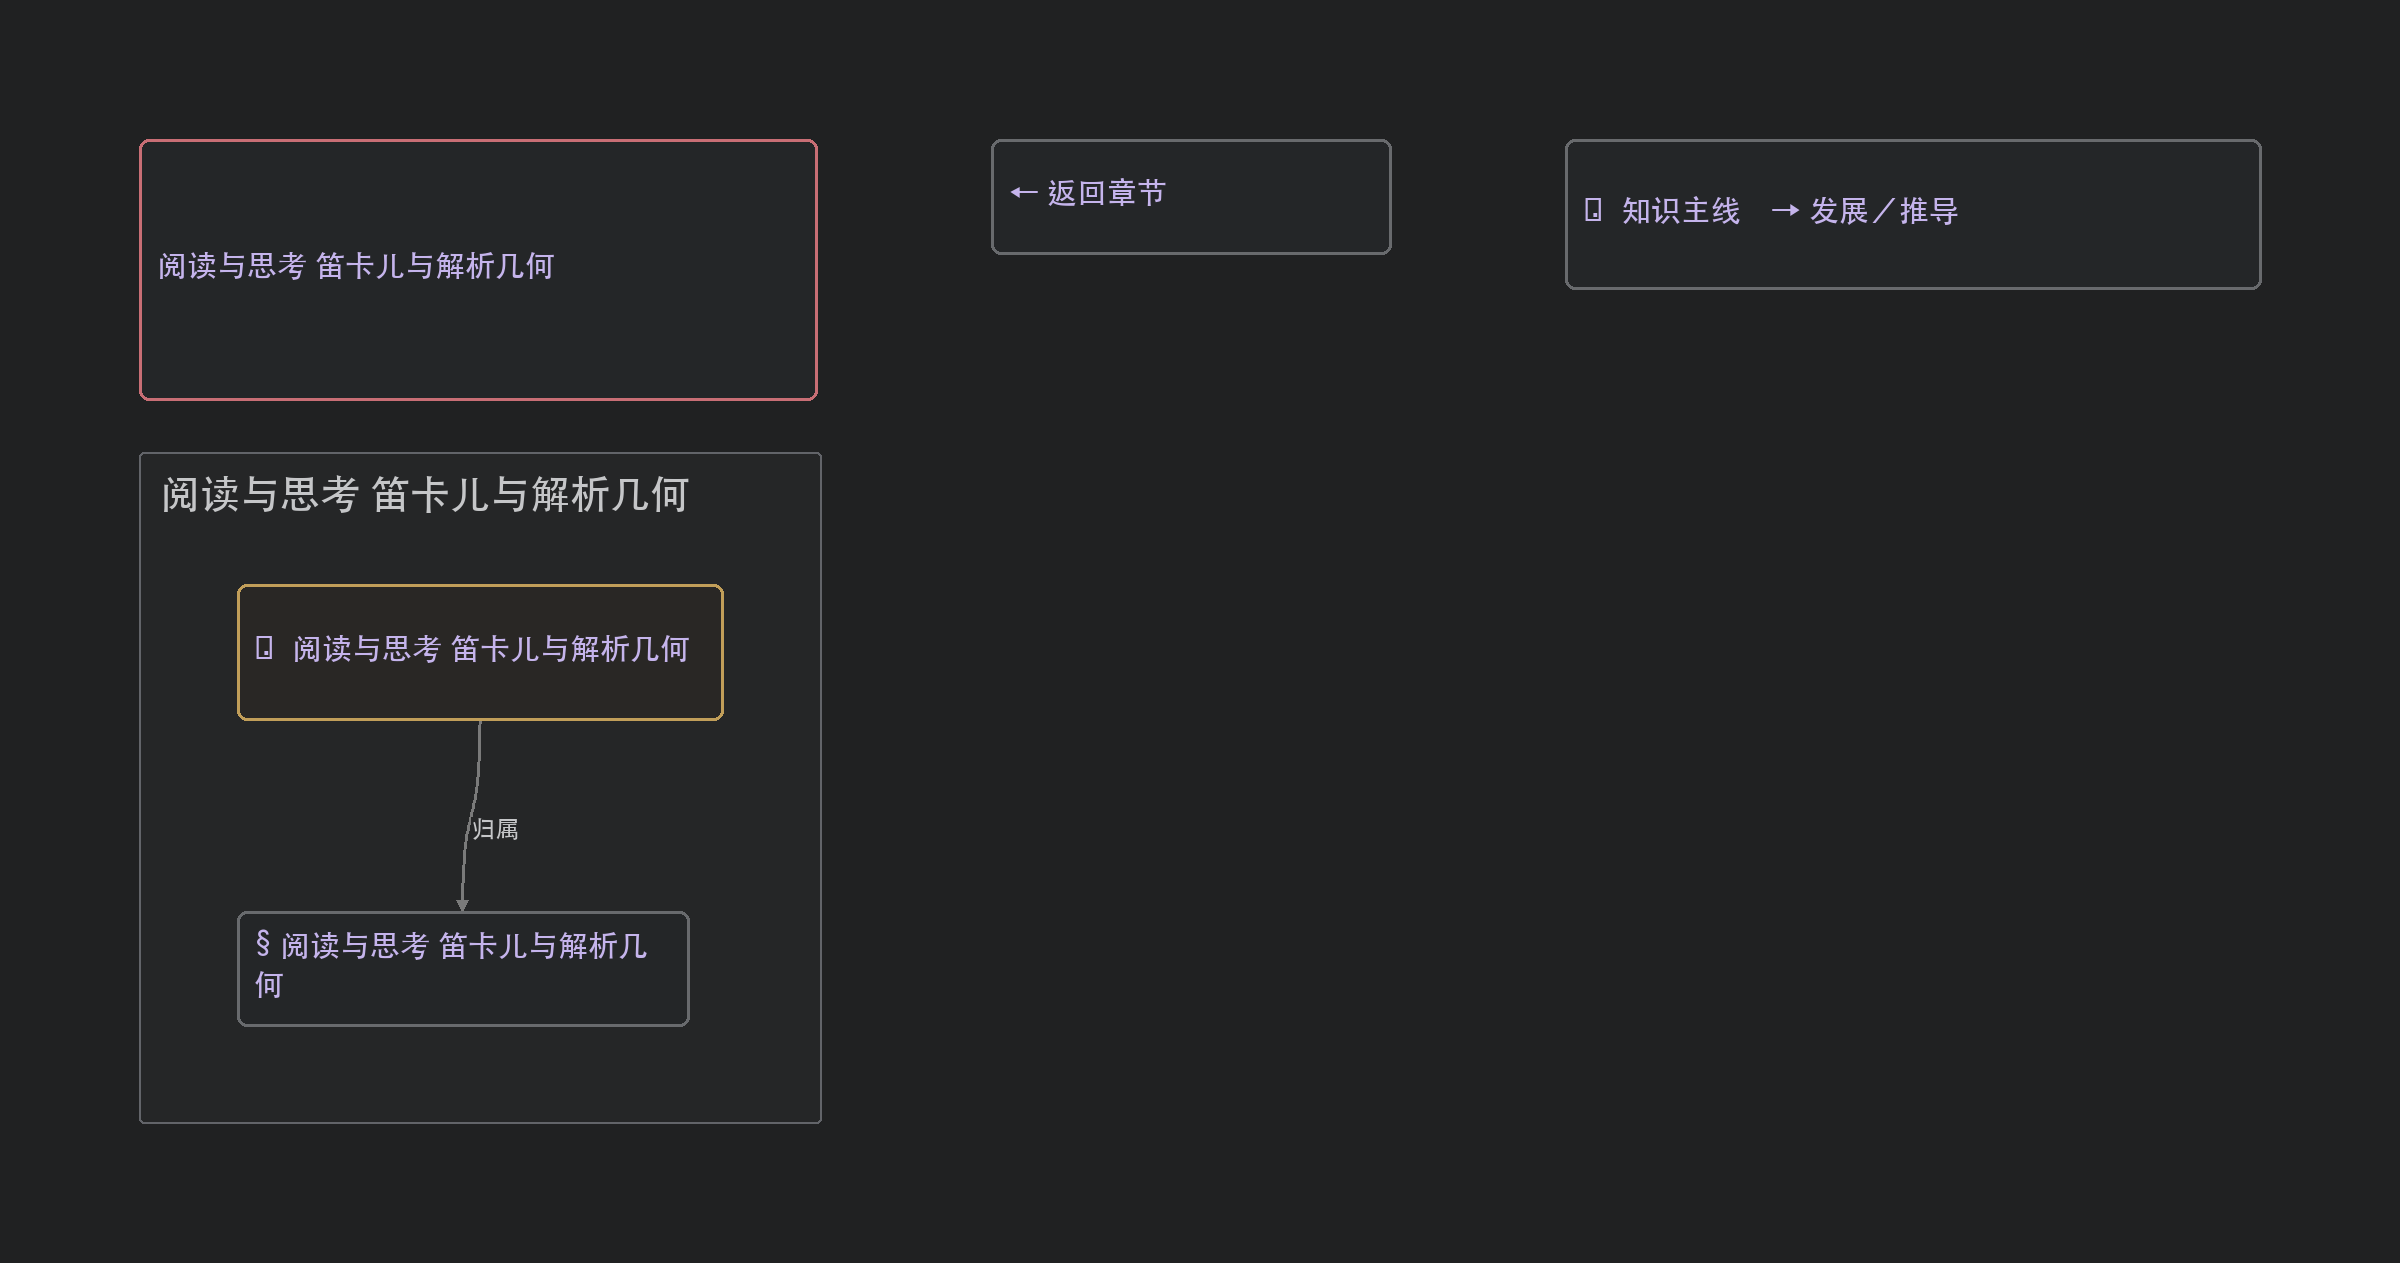 阅读与思考 笛卡儿与解析几何
← 返回章节
知识主线 → 发展／推导
阅读与思考 笛卡儿与解析几何
阅读与思考 笛卡儿与解析几何
归属
§ 阅读与思考 笛卡儿与解析几
何